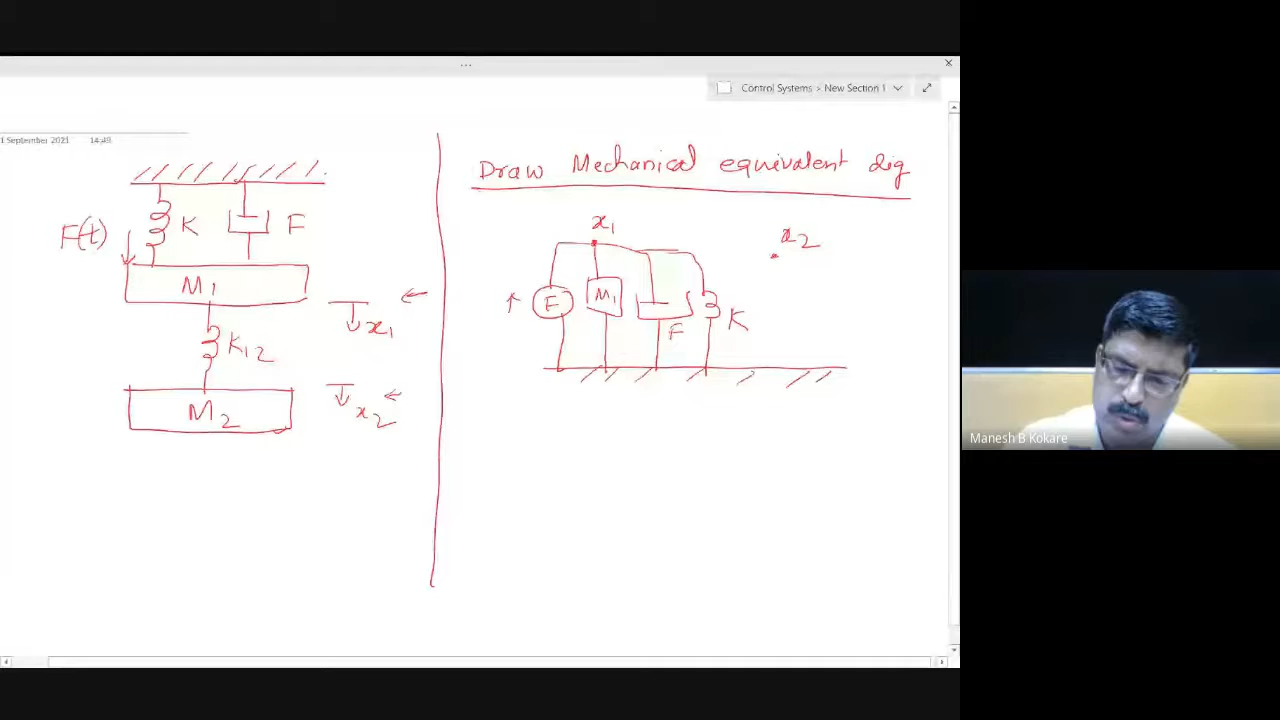 Control Systems > New Section 1
1 September 2021 14:49
Draw Mechanical equivalent dig
F(t)
K
F
M1
x1
K12
M2
x2
x1
x2
F
M1
F
K
Manesh B Kokare